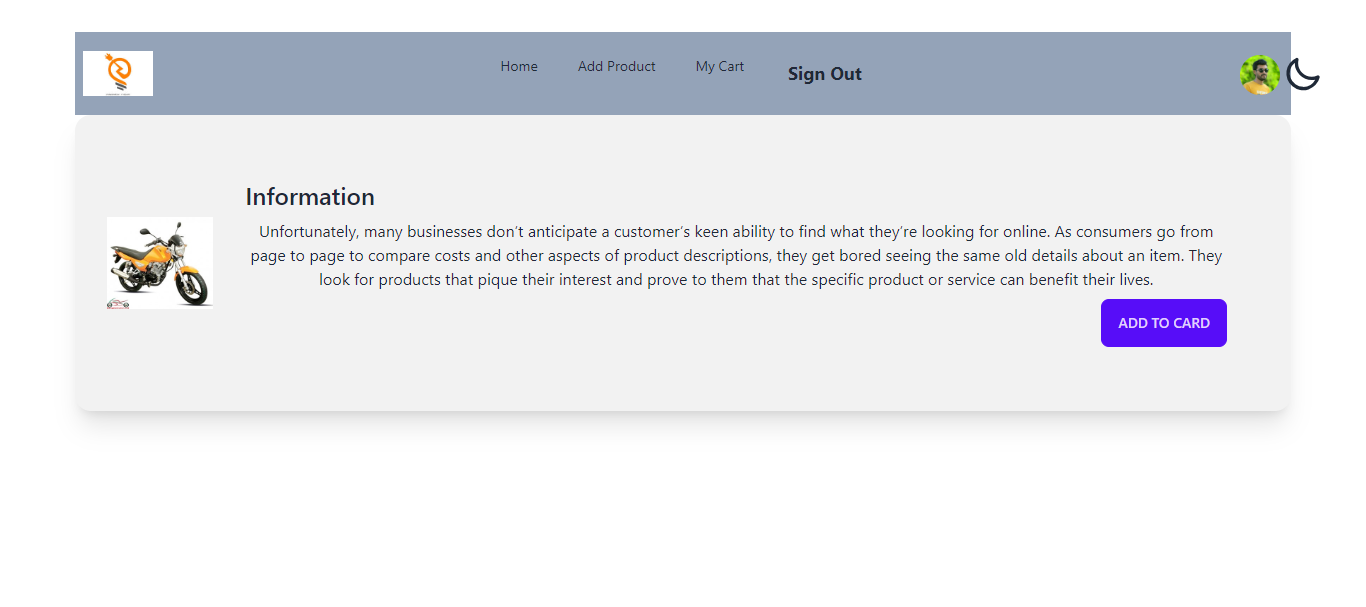 Home Add Product My Cart Sign Out
Information
Unfortunately, many businesses don't anticipate a customer's keen ability to find what they're looking for online. As consumers go from
page to page to compare costs and other aspects of product descriptions, they get bored seeing the same old details about an item. They
look for products that pique their interest and prove to them that the specific product or service can benefit their lives.
ADD TO CARD